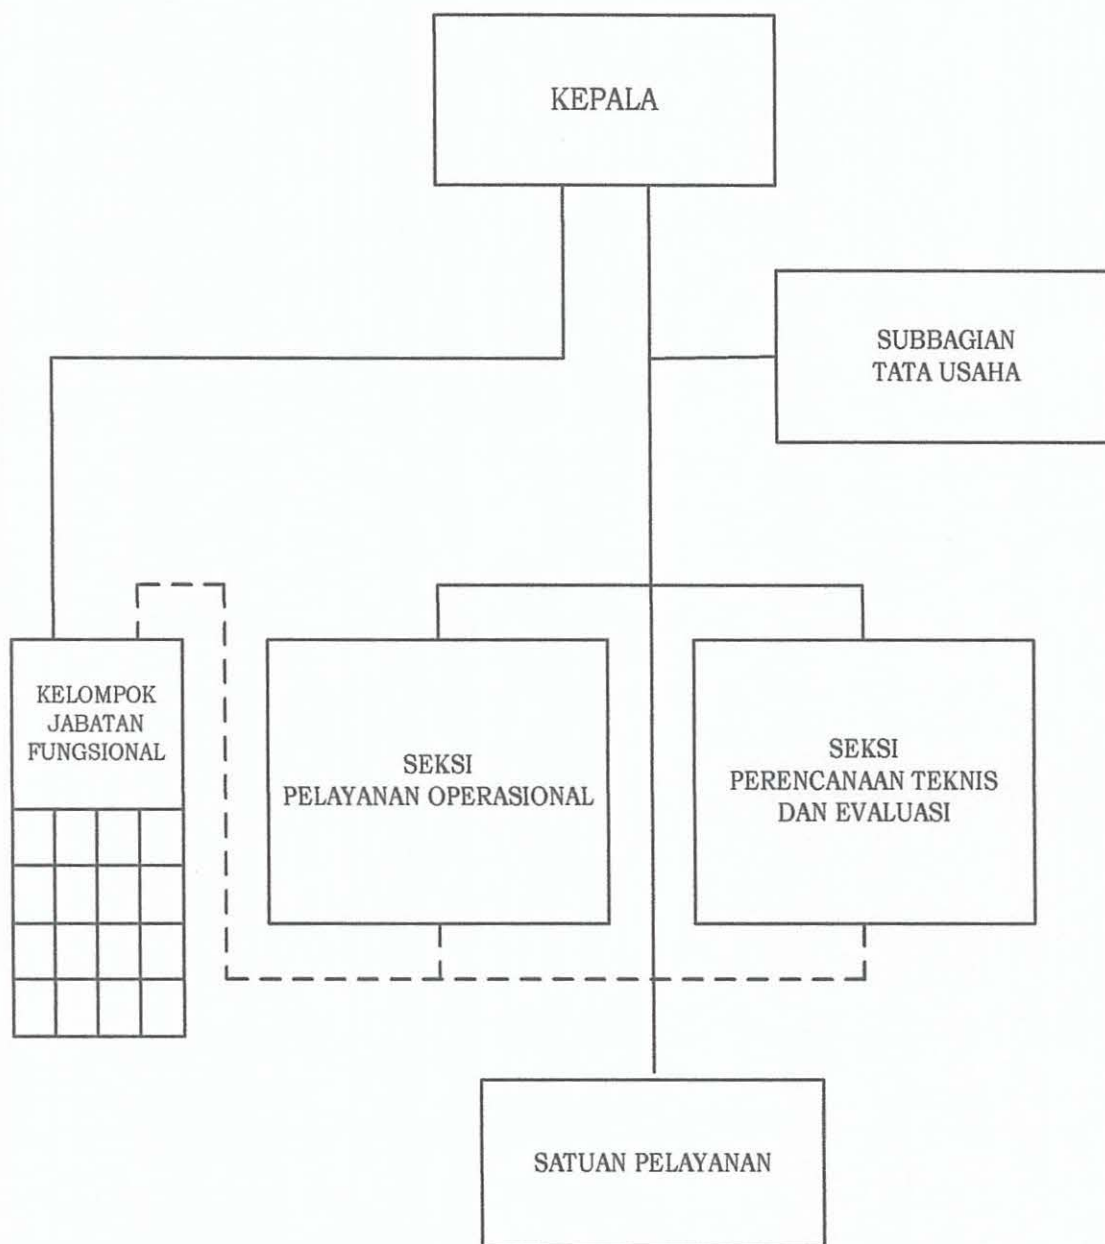 KEPALA
SUBBAGIAN
TATA USAHA
KELOMPOK
JABATAN
FUNGSIONAL
SEKSI
PELAYANAN OPERASIONAL
SEKSI
PERENCANAAN TEKNIS
DAN EVALUASI
SATUAN PELAYANAN